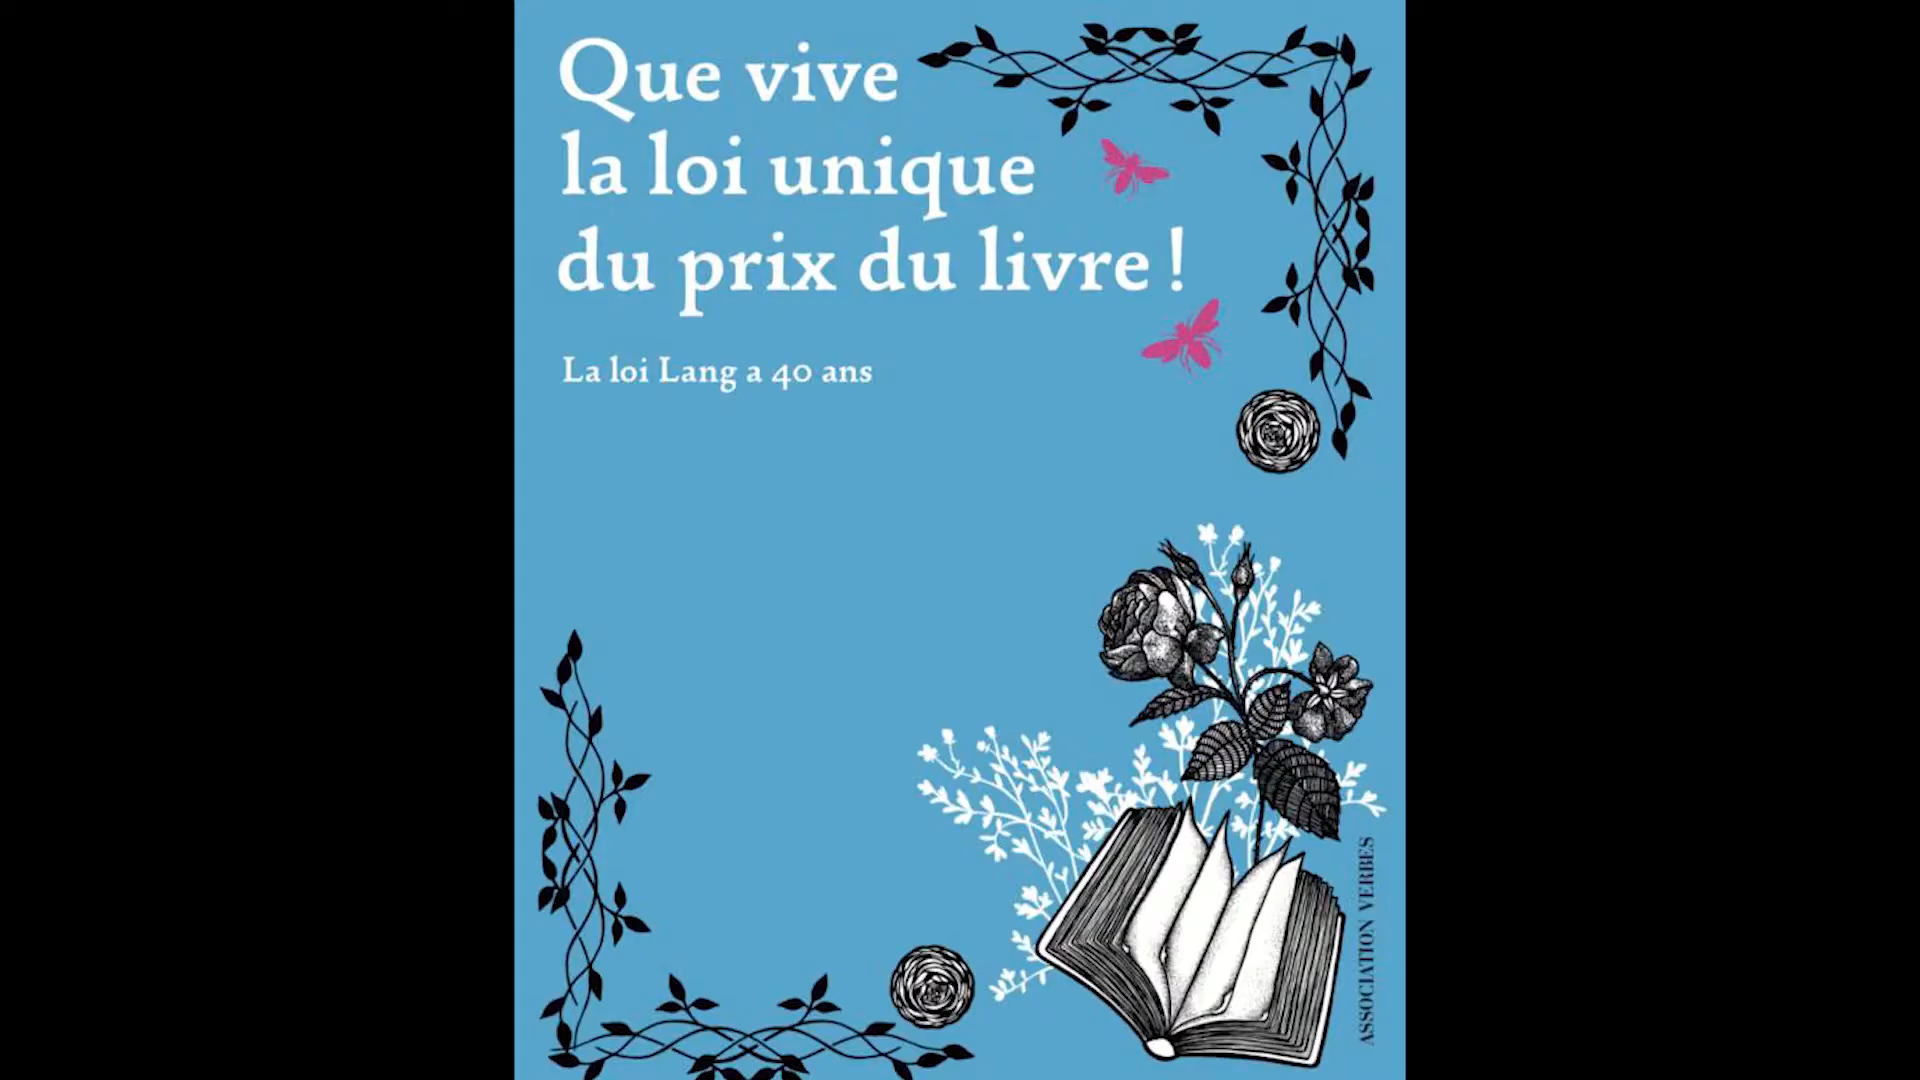 Que vive
la loi unique
du prix du livre !
La loi Lang a 40 ans
ASSOCIATION VERBES